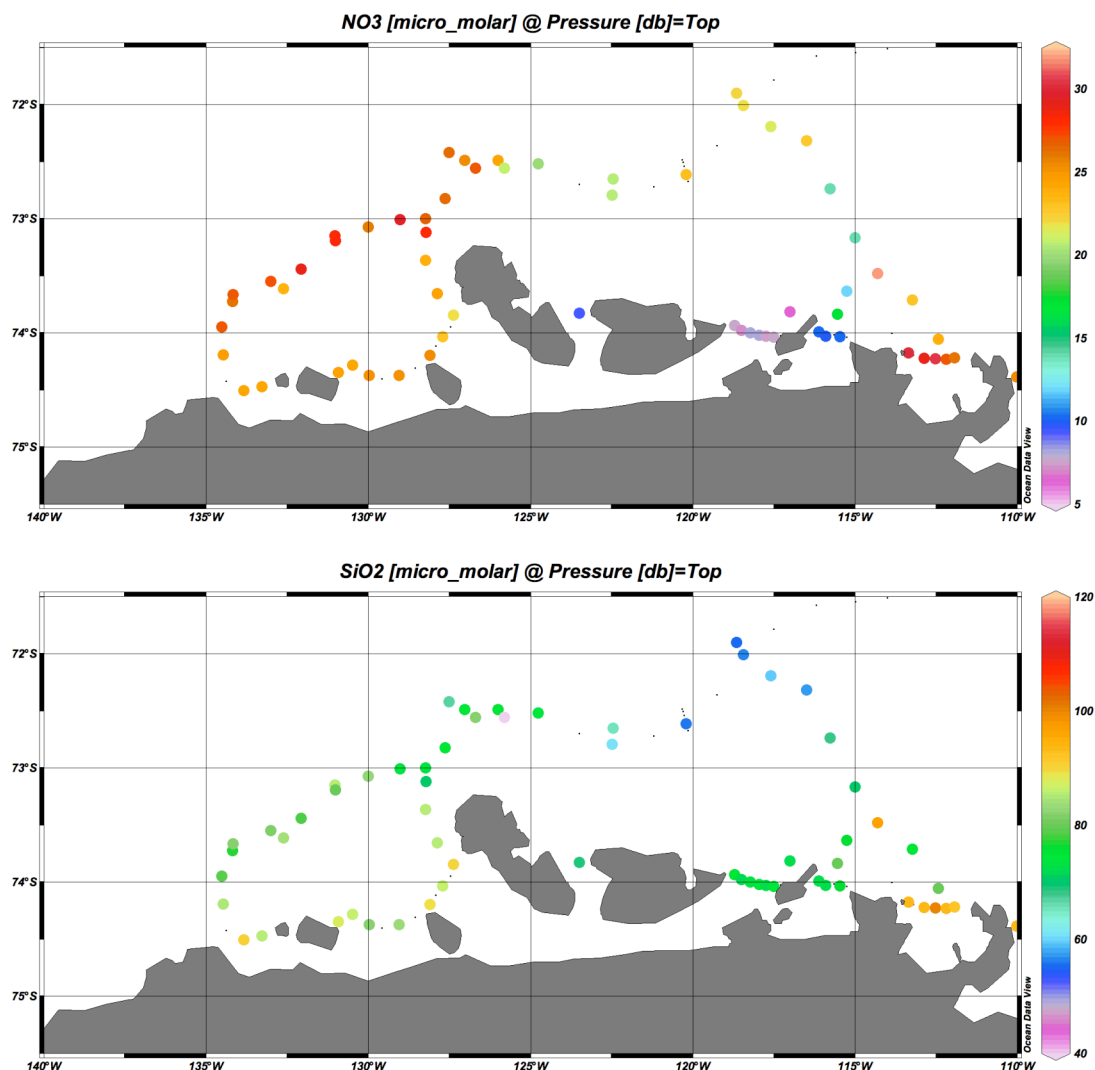 NO3 [micro_molar] @ Pressure [db]=Top
72°S
73°S
74°S
75°S
140°W
135°W
130°W
125°W
120°W
115°W
110°W
30
25
20
15
10
5
Ocean Data View
SiO2 [micro_molar] @ Pressure [db]=Top
72°S
73°S
74°S
75°S
140°W
135°W
130°W
125°W
120°W
115°W
110°W
120
100
80
60
40
Ocean Data View